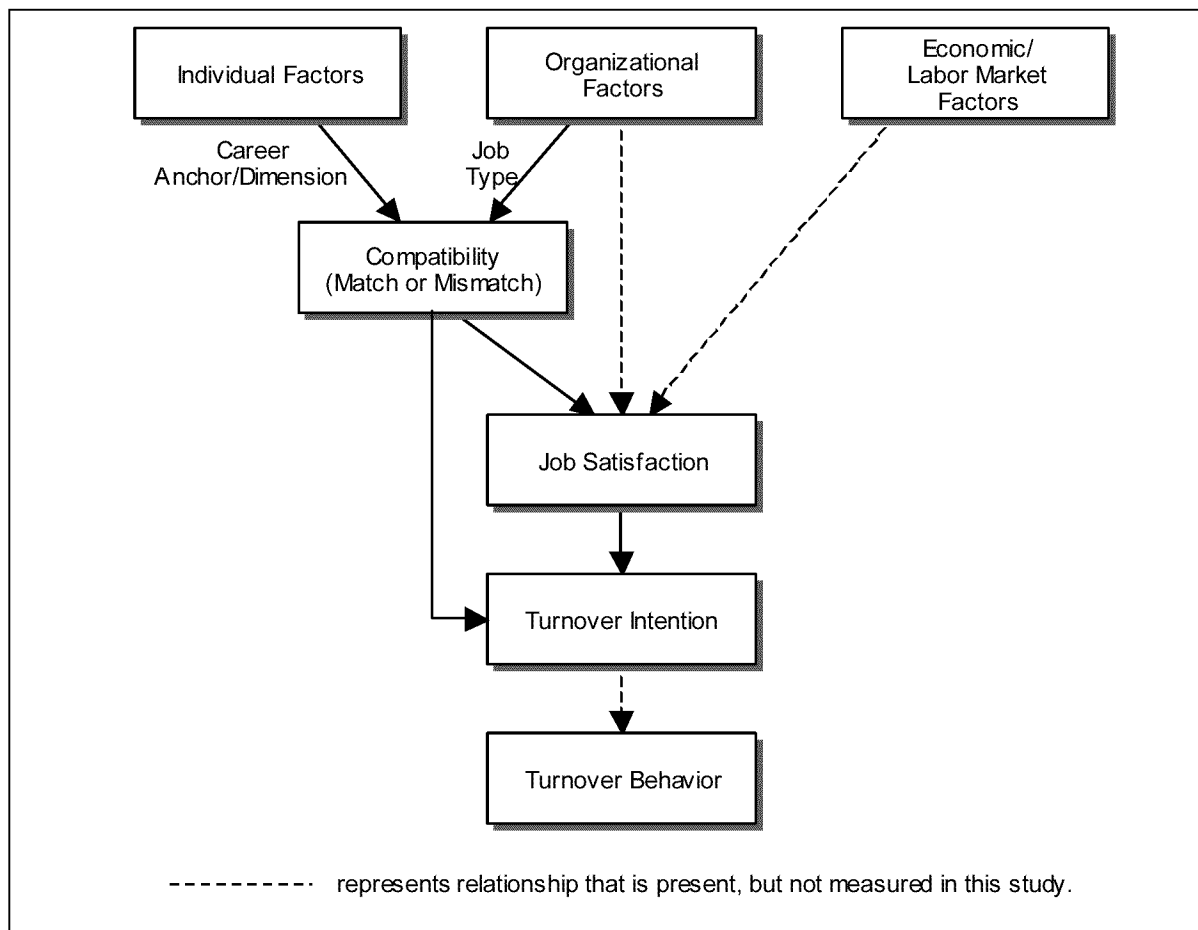 Individual Factors
Organizational
Factors
Economic/
Labor Market
Factors
Career
Anchor/Dimension
Job
Type
Compatibility
(Match or Mismatch)
Job Satisfaction
Turnover Intention
Turnover Behavior
represents relationship that is present, but not measured in this study.